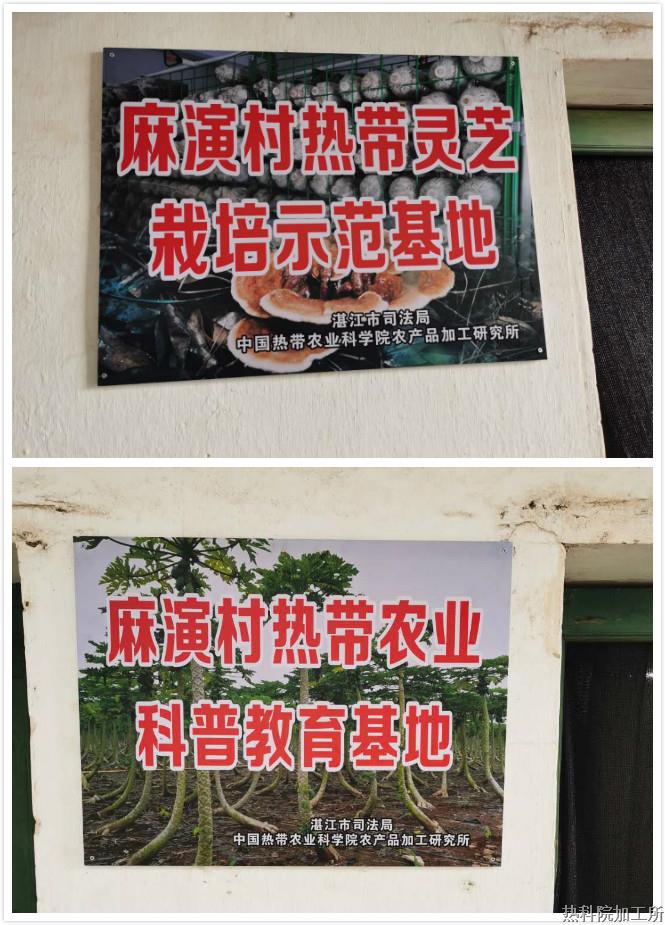 麻演村热带灵芝
栽培示范基地
湛江市司法局
中国热带农业科学院农产品加工研究所
麻演村热带农业
科普教育基地
湛江市司法局
中国热带农业科学院农产品加工研究所
热科院加工所